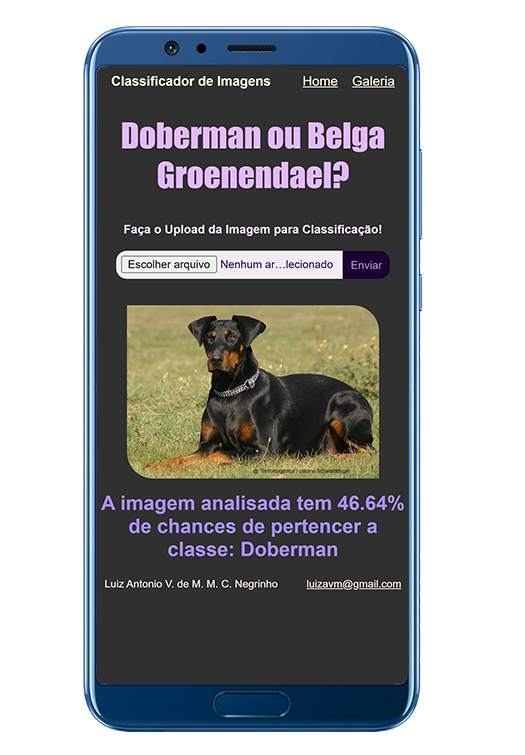 Classificador de Imagens Home Galeria
Doberman ou Belga
Groenendael?
Faça o Upload da Imagem para Classificação!
Escolher arquivo Nenhum ar...lecionado Enviar
@ Tierfotoagentur /
A imagem analisada tem 46.64%
de chances de pertencer a
classe: Doberman
Luiz Antonio V. de M. M. C. Negrinho luizavm@gmail.com